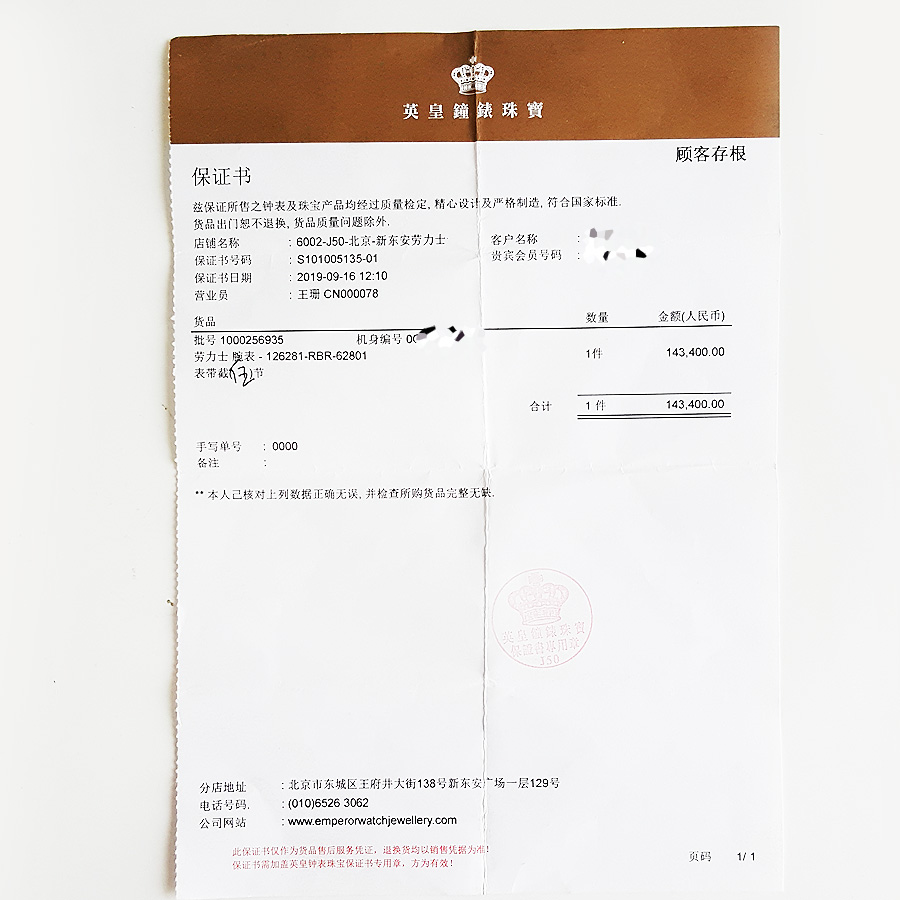 英皇鐘錶珠寶
顾客存根
保证书
兹保证所售之钟表及珠宝产品均经过质量检定, 精心设计及严格制造, 符合国家标准.
货品出门恕不退换, 货品质量问题除外.
店铺名称 : 6002-J50-北京-新东安劳力士 客户名称 :
保证书号码 : S101005135-01 贵宾会员号码 :
保证书日期 : 2019-09-16 12:10
营业员 : 王珊 CN000078
货品 数量 金额(人民币)
批号 1000256935 机身编号
劳力士 腕表 - 126281-RBR-62801 1件 143,400.00
表带截(伍)节
合计 1 件 143,400.00
手写单号 : 0000
备注 :
** 本人已核对上列数据正确无误, 并检查所购货品完整无缺.
英皇鐘錶珠寶
保證書專用章
J50
分店地址 : 北京市东城区王府井大街138号新东安广场一层129号
电话号码. : (010)6526 3062
公司网站 : www.emperorwatchjewellery.com
此保证书仅作为货品售后服务凭证，退换货均以销售凭据为准!
保证书需加盖英皇钟表珠宝保证书专用章，方为有效!
页码 1/ 1